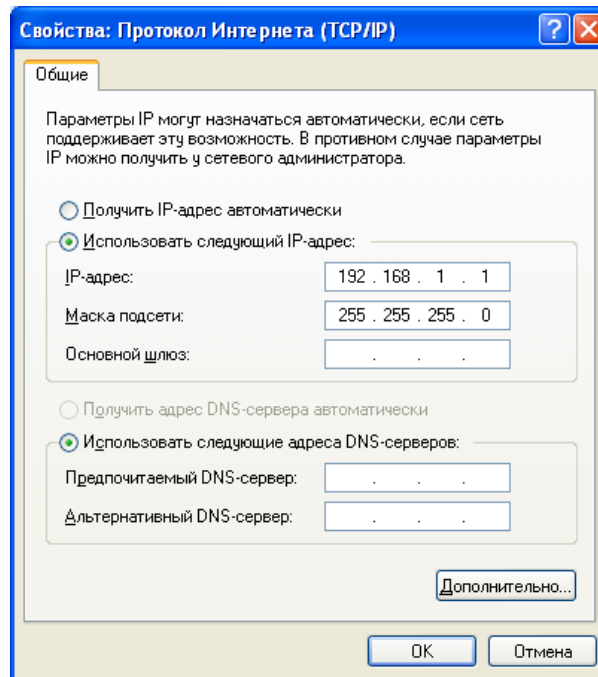 Свойства: Протокол Интернета (TCP/IP)
Общие
Параметры IP могут назначаться автоматически, если сеть
поддерживает эту возможность. В противном случае параметры
IP можно получить у сетевого администратора.
Получить IP-адрес автоматически
Использовать следующий IP-адрес:
IP-адрес: 192 . 168 . 1 . 1
Маска подсети: 255 . 255 . 255 . 0
Основной шлюз: . . .
Получить адрес DNS-сервера автоматически
Использовать следующие адреса DNS-серверов:
Предпочитаемый DNS-сервер: . . .
Альтернативный DNS-сервер: . . .
Дополнительно...
OK Отмена